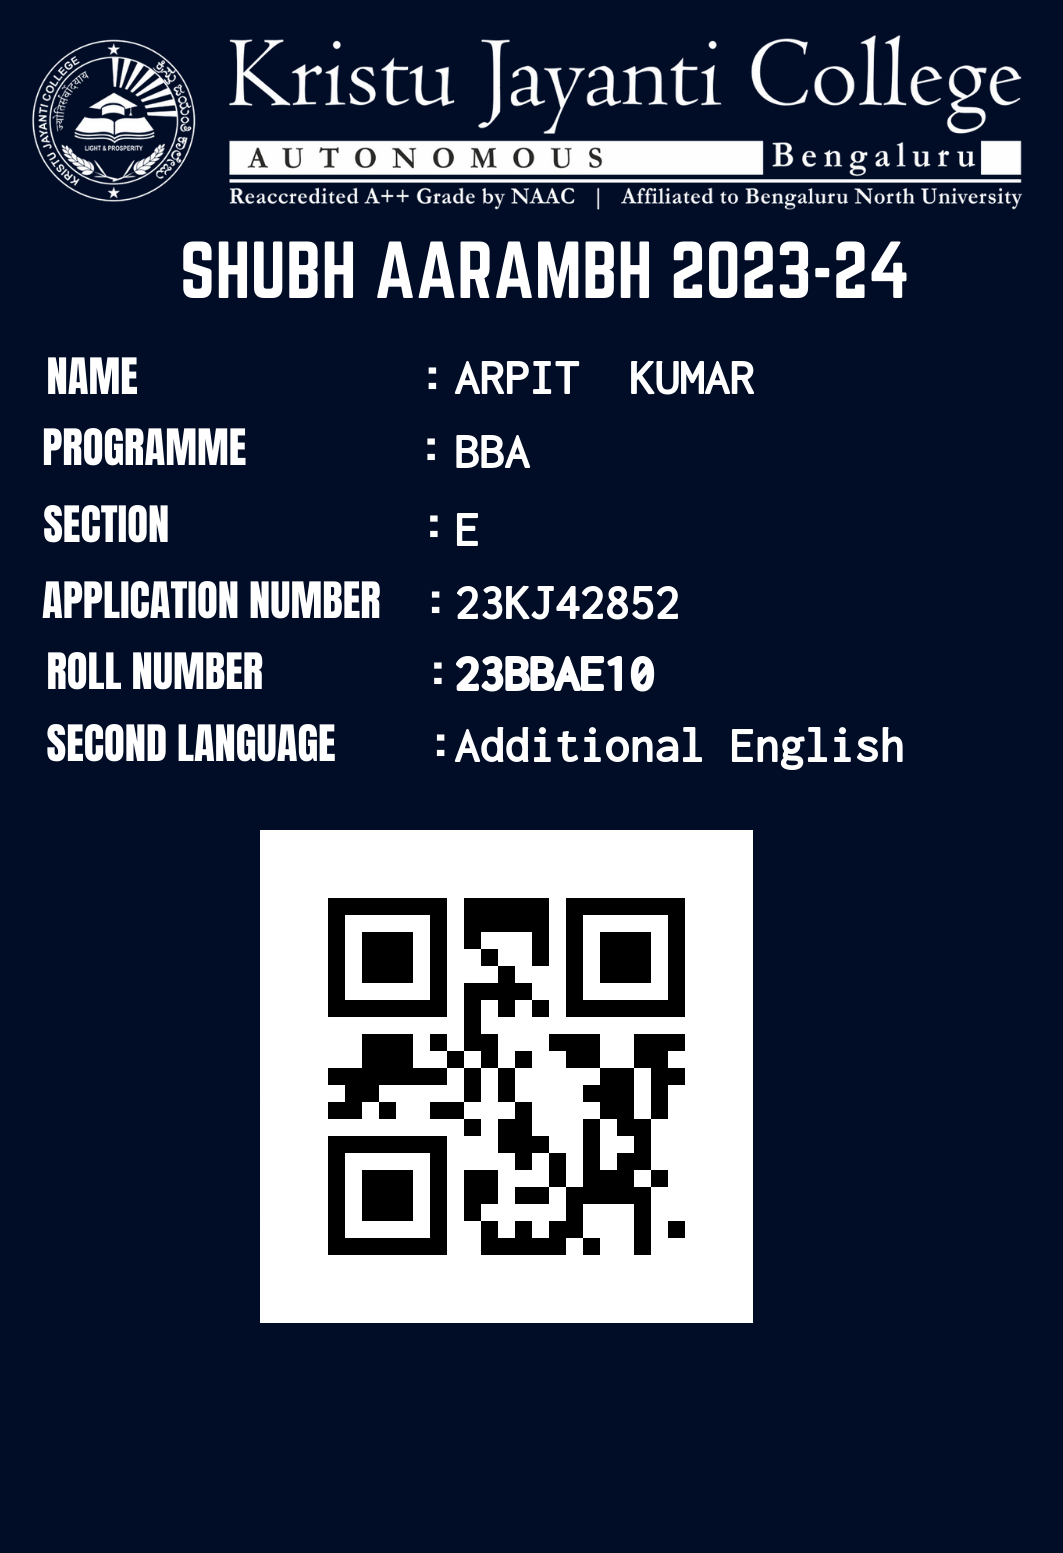 Kristu Jayanti College
AUTONOMOUS Bengaluru
Reaccredited A++ Grade by NAAC | Affiliated to Bengaluru North University
KRISTU JAYANTI COLLEGE
LIGHT & PROSPERITY
SHUBH AARAMBH 2023-24
NAME : ARPIT KUMAR
PROGRAMME : BBA
SECTION : E
APPLICATION NUMBER : 23KJ42852
ROLL NUMBER : 23BBAE10
SECOND LANGUAGE : Additional English